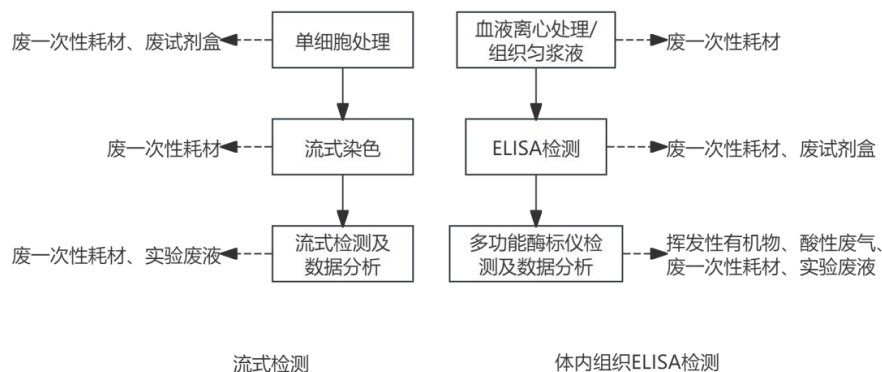 废一次性耗材、废试剂盒
单细胞处理
废一次性耗材
流式染色
废一次性耗材、实验废液
流式检测及
数据分析
流式检测
血液离心处理/
组织匀浆液
废一次性耗材
ELISA检测
废一次性耗材、废试剂盒
多功能酶标仪检
测及数据分析
挥发性有机物、酸性废气、
废一次性耗材、实验废液
体内组织ELISA检测